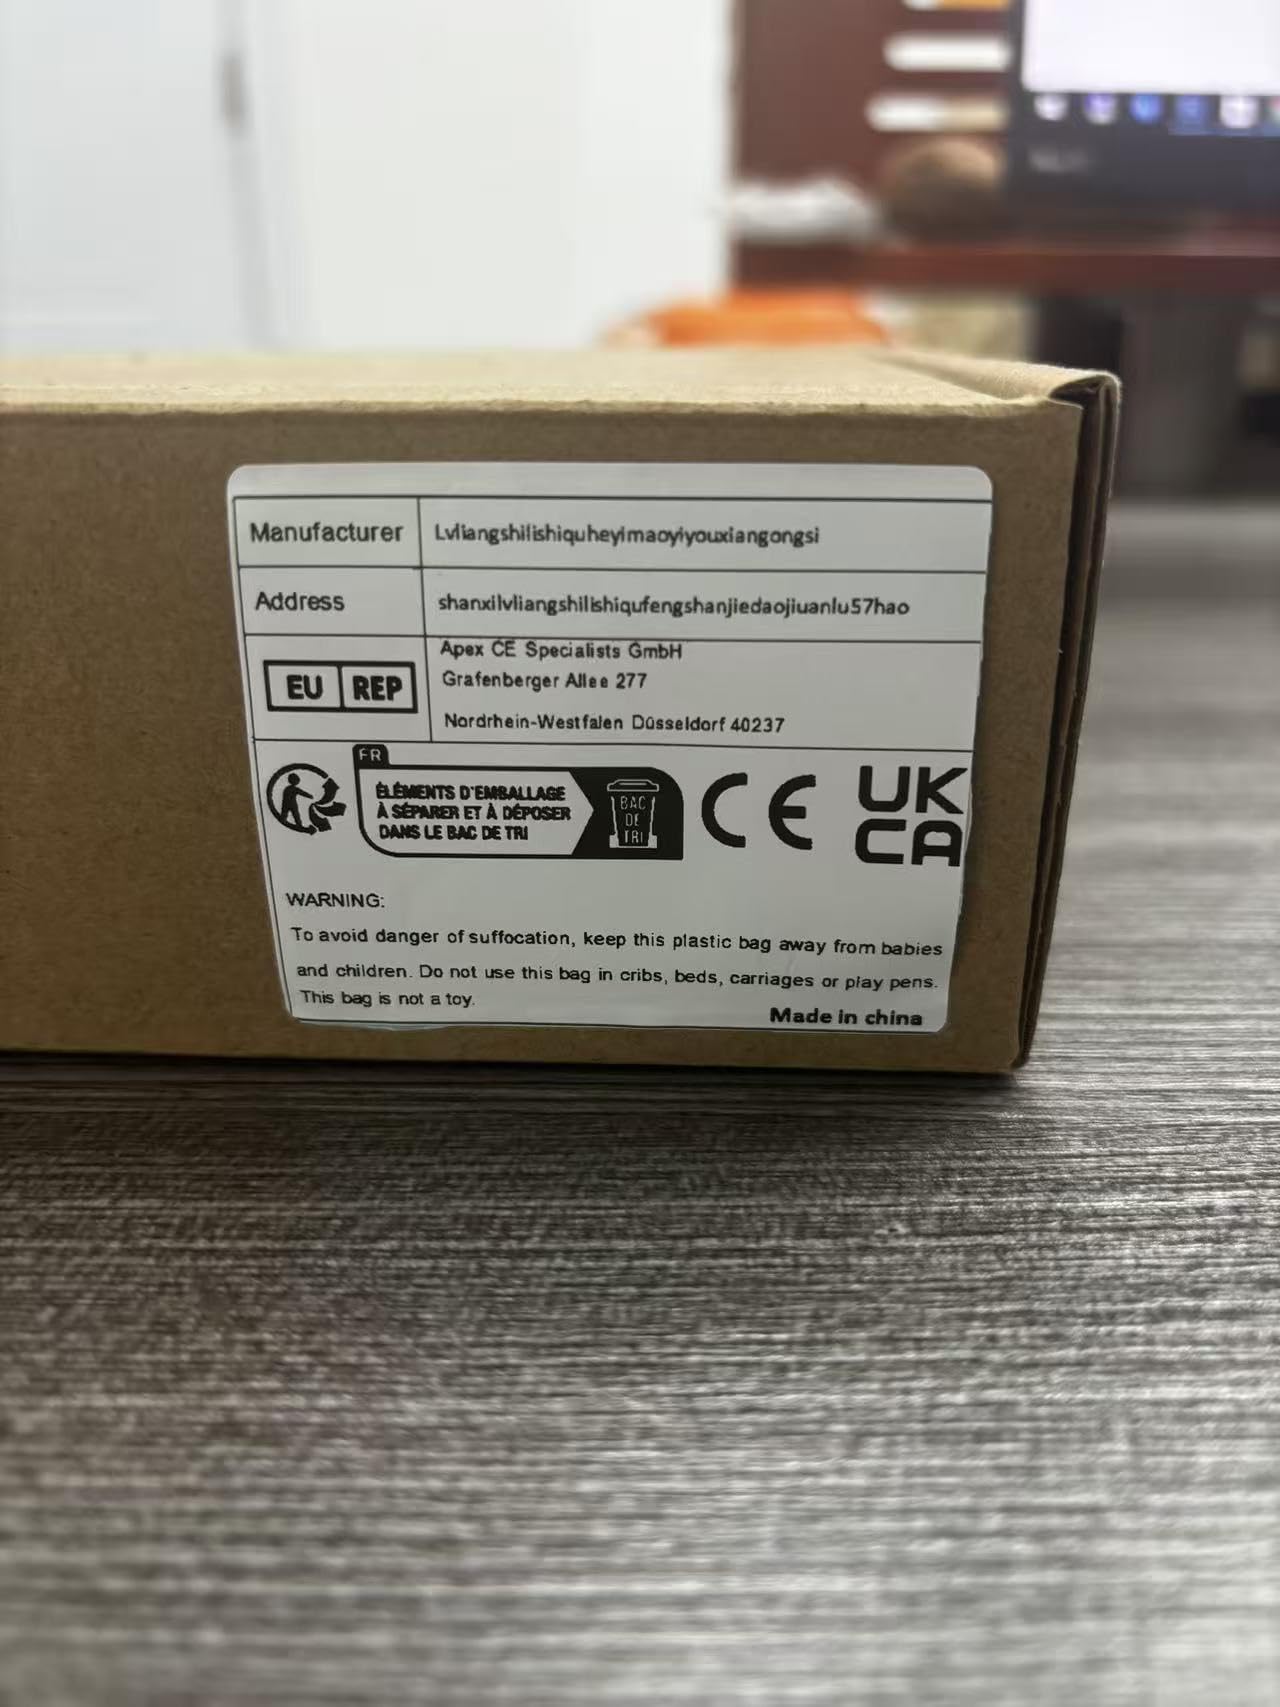 Manufacturer Lvliangshilishiquheyimaoyiyouxiangongsi
Address shanxilvliangshilishiqufengshanjiedaojiuanlu57hao
EU REP
Apex CE Specialists GmbH
Grafenberger Allee 277
Nordrhein-Westfalen Düsseldorf 40237
FR
ÉLÉMENTS D'EMBALLAGE
À SÉPARER ET À DÉPOSER
DANS LE BAC DE TRI
BAC
DE
TRI
CE
UK
CA
WARNING:
To avoid danger of suffocation, keep this plastic bag away from babies
and children. Do not use this bag in cribs, beds, carriages or play pens.
This bag is not a toy.
Made in china